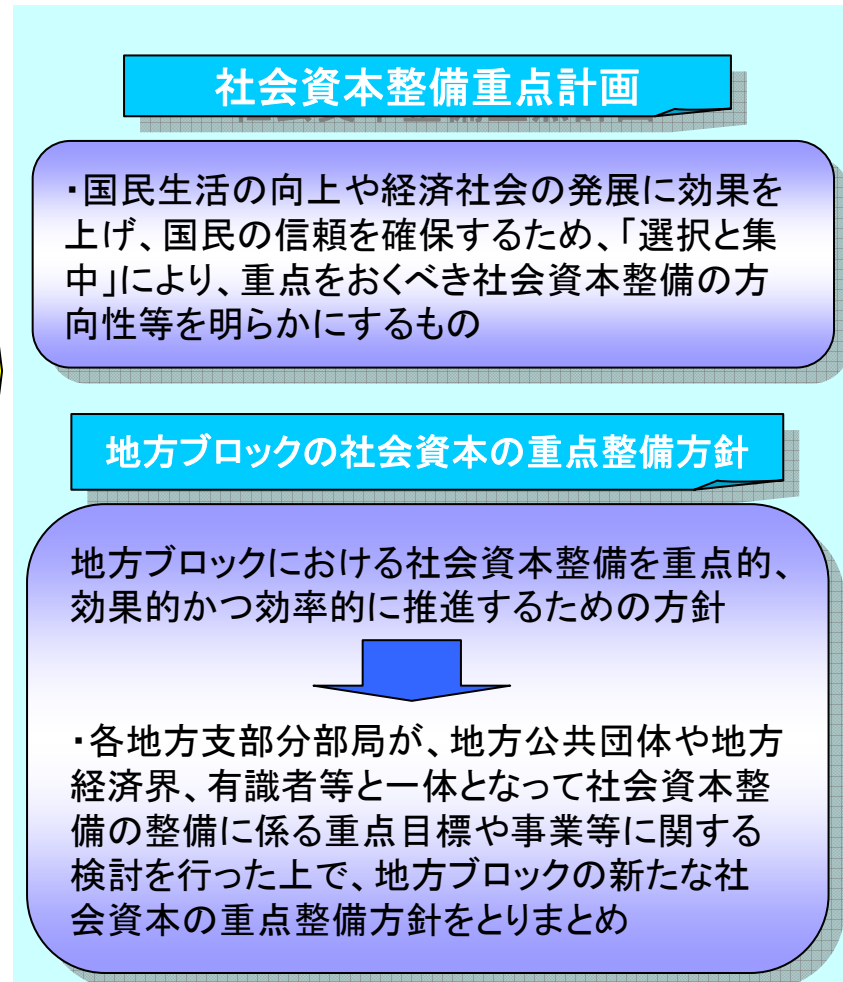 社会資本整備重点計画
・国民生活の向上や経済社会の発展に効果を
上げ、国民の信頼を確保するため、「選択と集
中」により、重点をおくべき社会資本整備の方
向性等を明らかにするもの
地方ブロックの社会資本の重点整備方針
地方ブロックにおける社会資本整備を重点的、
効果的かつ効率的に推進するための方針
・各地方支部分部局が、地方公共団体や地方
経済界、有識者等と一体となって社会資本整
備の整備に係る重点目標や事業等に関する
検討を行った上で、地方ブロックの新たな社
会資本の重点整備方針をとりまとめ